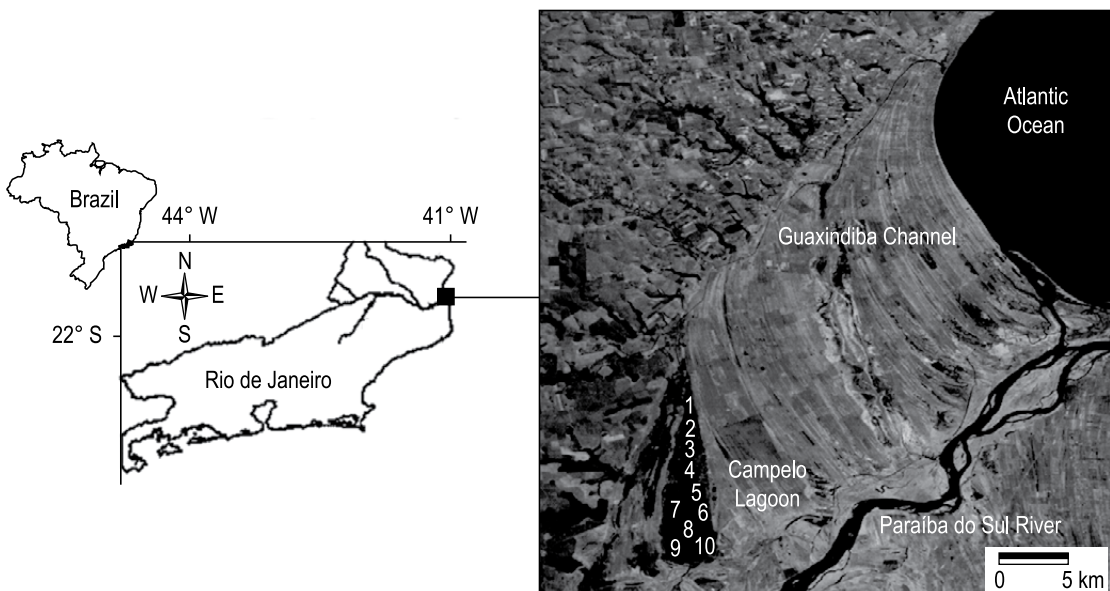 Brazil
44° W
41° W
N
W
E
S
22° S
Rio de Janeiro
Atlantic
Ocean
Guaxindiba Channel
1
2
3
4
5
7
6
8
9
10
Campelo
Lagoon
Paraíba do Sul River
0
5 km